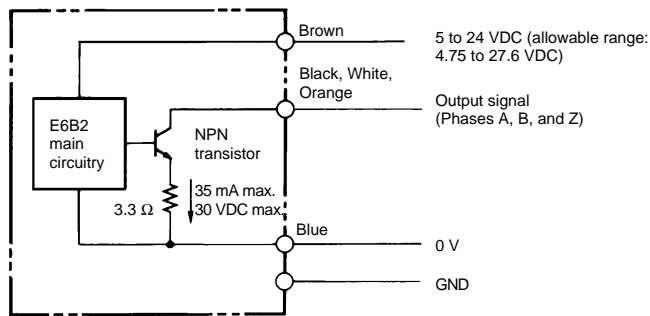 Brown
5 to 24 VDC (allowable range:
4.75 to 27.6 VDC)
Black, White,
Orange
Output signal
(Phases A, B, and Z)
E6B2
main
circuitry
NPN
transistor
3.3 Ω
35 mA max.
30 VDC max.
Blue
0 V
GND